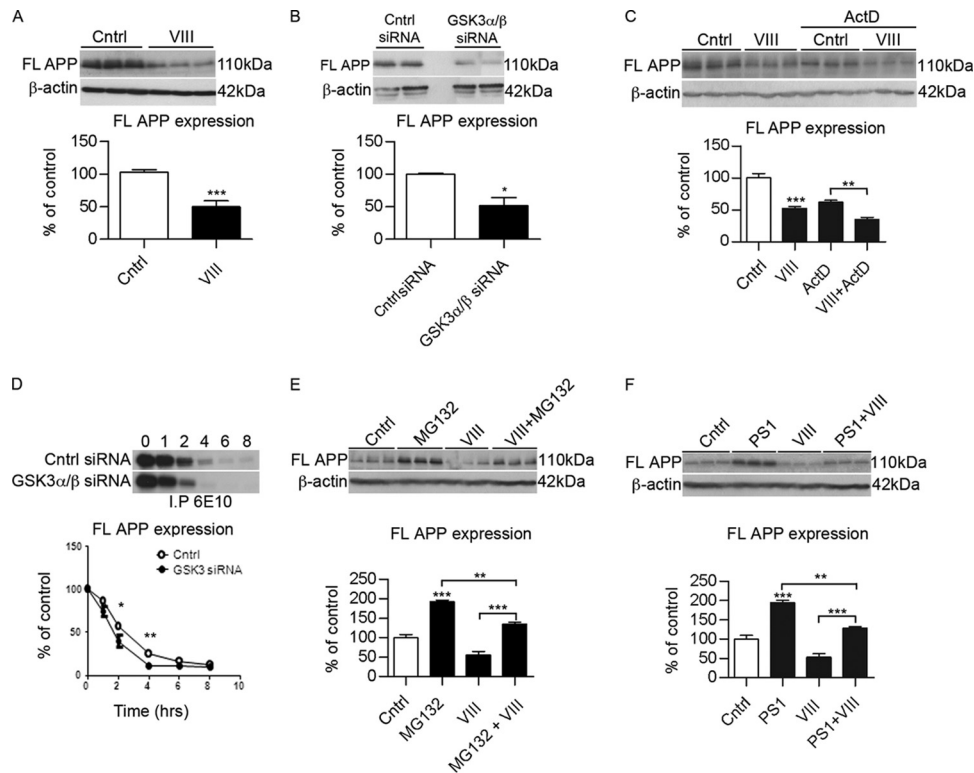 A
Cntrl VIII
FL APP 110kDa
β-actin 42kDa
FL APP expression
% of control
150
100
50
0
***
Cntrl
VIII
B
Cntrl siRNA
GSK3α/β siRNA
FL APP 110kDa
β-actin 42kDa
FL APP expression
% of control
150
100
50
0
*
CntrlsiRNA
GSK3α/β siRNA
C
ActD
Cntrl VIII Cntrl VIII
FL APP 110kDa
β-actin 42kDa
FL APP expression
% of control
150
100
50
0
***
**
Cntrl
VIII
ActD
VIII+ActD
D
0 1 2 4 6 8
Cntrl siRNA
GSK3α/β siRNA
I.P 6E10
FL APP expression
% of control
150
100
50
0
Cntrl
GSK3 siRNA
*
**
0 2 4 6 8 10
Time (hrs)
E
Cntrl MG132 VIII VIII+MG132
FL APP 110kDa
β-actin 42kDa
FL APP expression
% of control
250
200
150
100
50
0
***
**
***
Cntrl
MG132
VIII
MG132 + VIII
F
Cntrl PS1 VIII PS1+VIII
FL APP 110kDa
β-actin 42kDa
FL APP expression
% of control
250
200
150
100
50
0
***
**
***
Cntrl
PS1
VIII
PS1+VIII